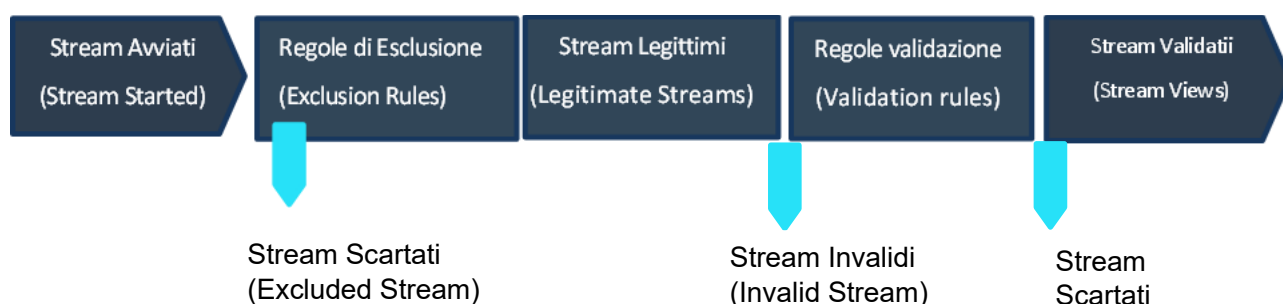 Stream Avviati
(Stream Started)
Regole di Esclusione
(Exclusion Rules)
Stream Legittimi
(Legitimate Streams)
Regole validazione
(Validation rules)
Stream Validatii
(Stream Views)
Stream Scartati
(Excluded Stream)
Stream Invalidi
(Invalid Stream)
Stream
Scartati